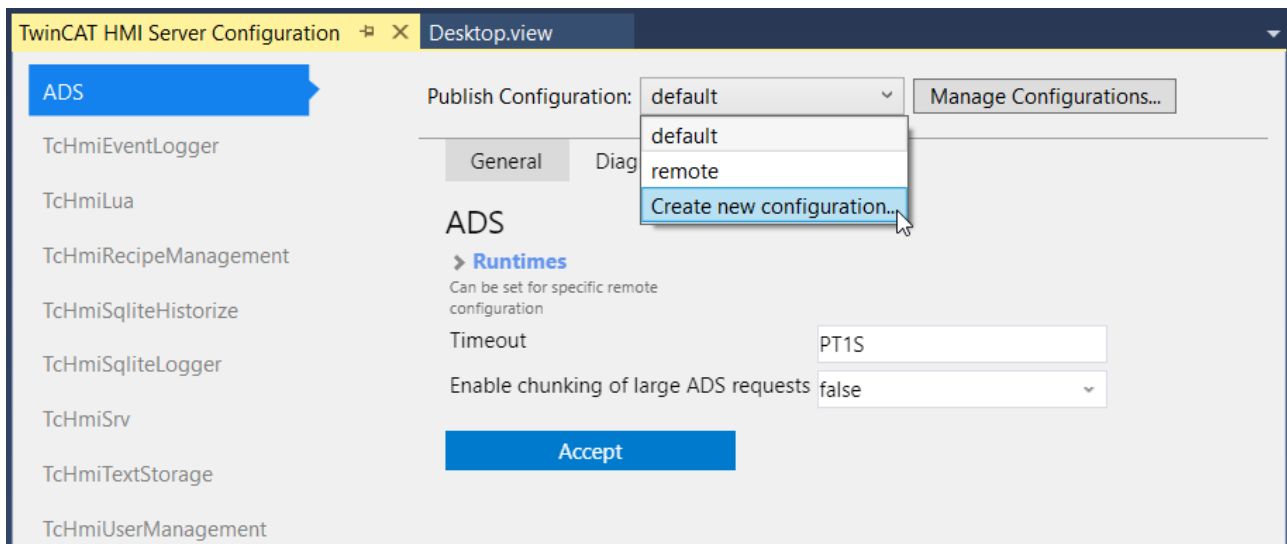 TwinCAT HMI Server Configuration
Desktop.view
ADS
TcHmiEventLogger
TcHmiLua
TcHmiRecipeManagement
TcHmiSqliteHistorize
TcHmiSqliteLogger
TcHmiSrv
TcHmiTextStorage
TcHmiUserManagement
Publish Configuration: default
Manage Configurations...
default
remote
Create new configuration...
General Diag
ADS
Runtimes
Can be set for specific remote
configuration
Timeout PT1S
Enable chunking of large ADS requests false
Accept